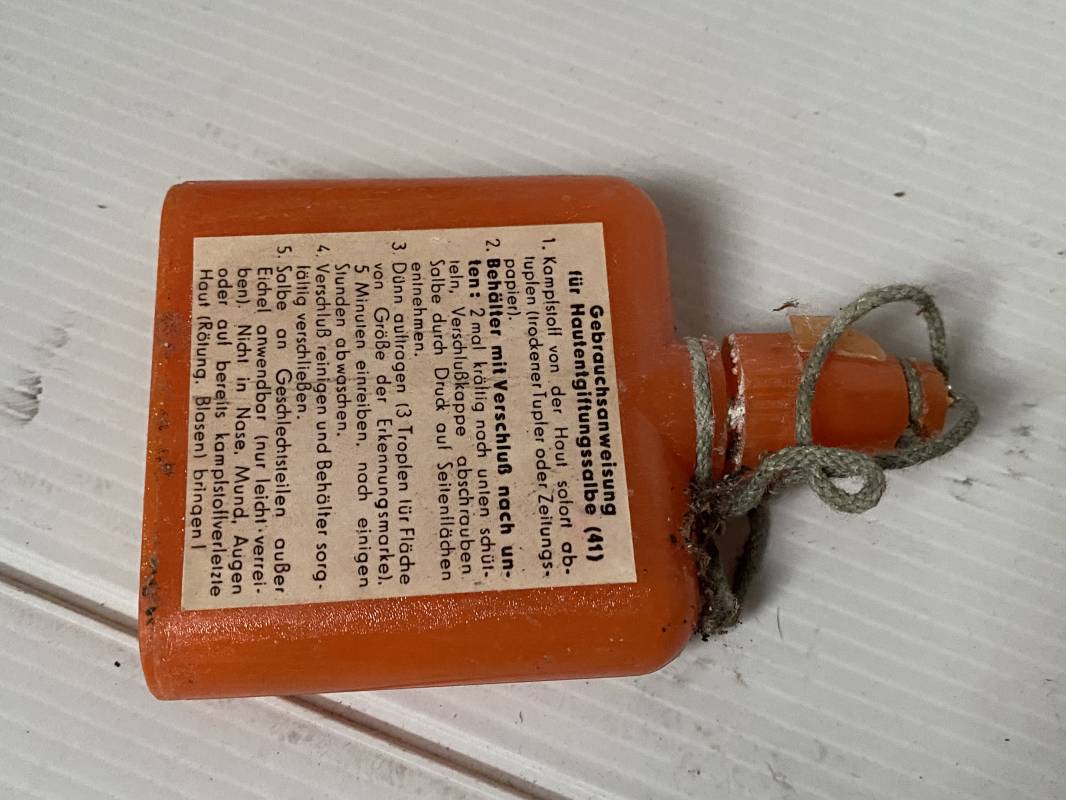 Gebrauchsanweisung
für Hautentgiftungssalbe (41)
1. Kampfstoff von der Haut sofort ab-
tupfen (trockener Tupfer oder Zeitungs-
papier).
2. Behälter mit Verschluß nach un-
ten: 2 mal kräftig nach unten schüt-
teln, Verschlußkappe abschrauben
Salbe durch Druck auf Seitenflächen
entnehmen.
3. Dünn auftragen (3 Tropfen für Fläche
von Größe der Erkennungsmarke).
5 Minuten einreiben, nach einigen
Stunden abwaschen.
4. Verschluß reinigen und Behälter sorg-
fältig verschließen.
5. Salbe an Geschlechtsteilen außer
Eichel anwendbar (nur leicht verrei-
ben). Nicht in Nase, Mund, Augen
oder auf bereits kampfstoffverletzte
Haut (Rötung, Blasen) bringen!